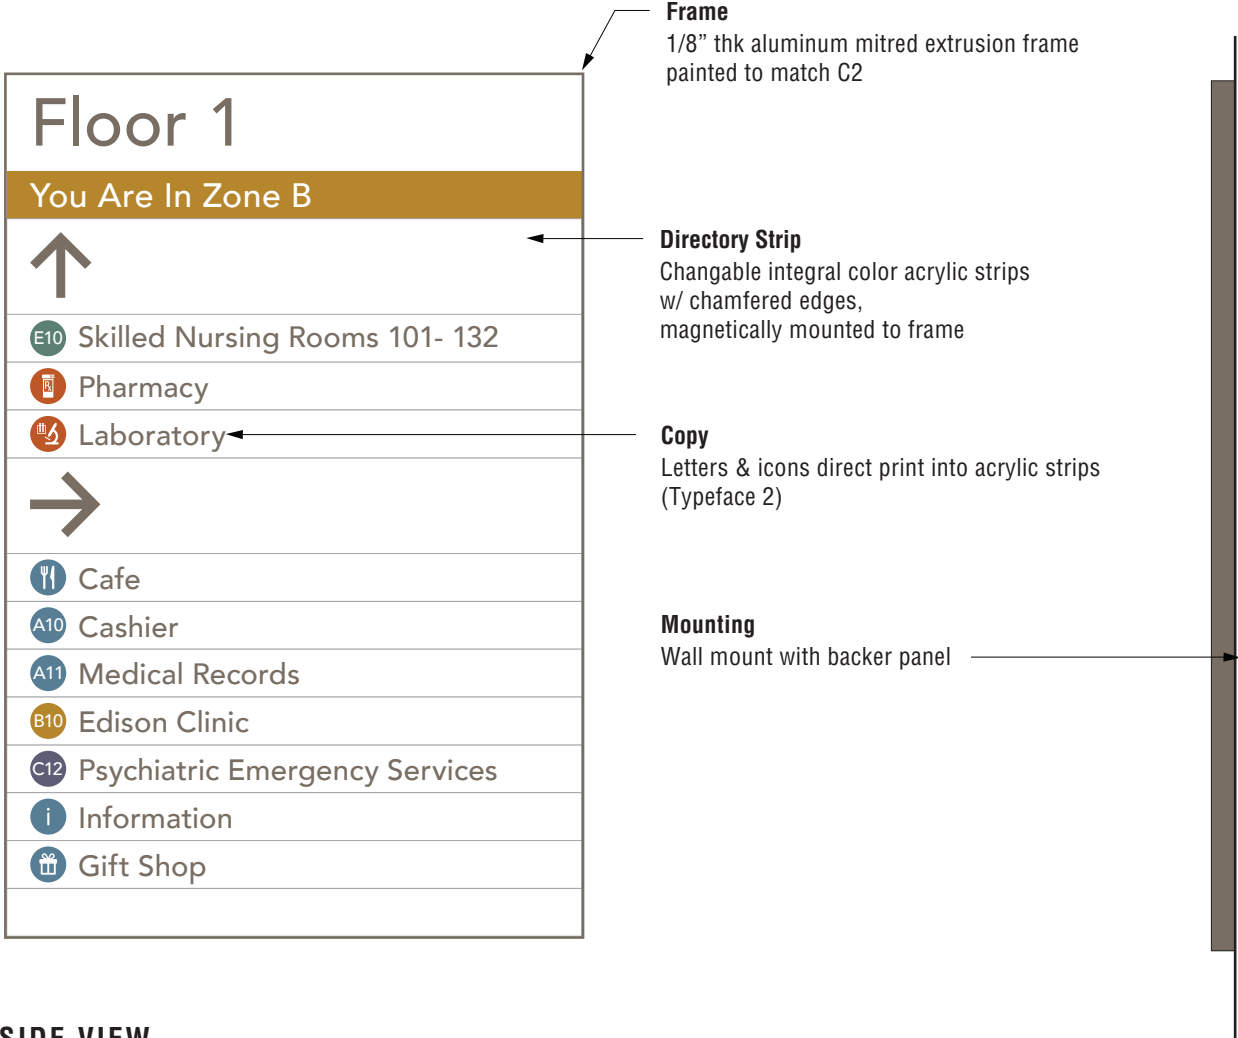 Frame
1/8” thk aluminum mitred extrusion frame
painted to match C2
Floor 1
You Are In Zone B
Directory Strip
Changable integral color acrylic strips
w/ chamfered edges,
magnetically mounted to frame
E10 Skilled Nursing Rooms 101- 132
Rx Pharmacy
Laboratory
Copy
Letters & icons direct print into acrylic strips
(Typeface 2)
Cafe
A10 Cashier
A11 Medical Records
B10 Edison Clinic
C12 Psychiatric Emergency Services
i Information
Gift Shop
Mounting
Wall mount with backer panel
SIDE VIEW